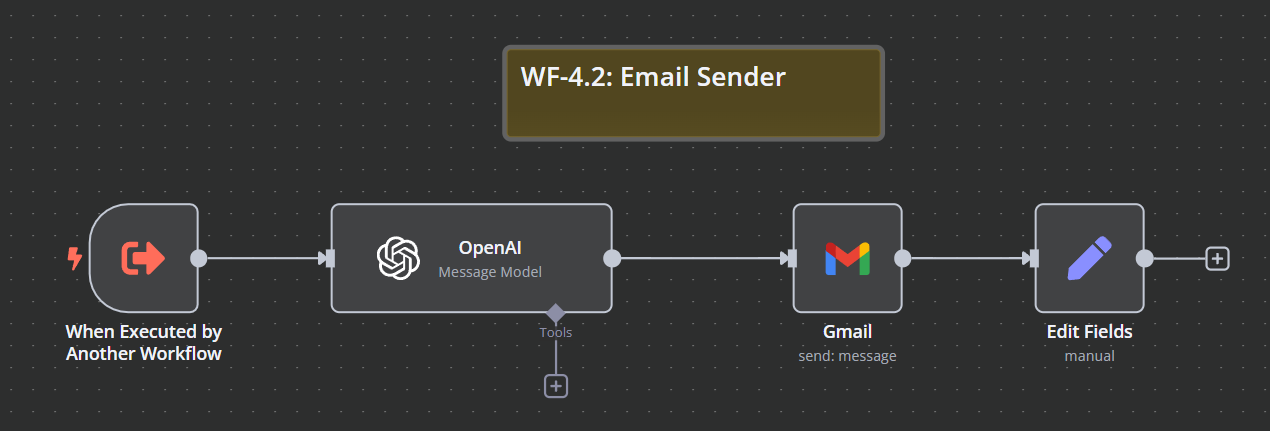 WF-4.2: Email Sender
When Executed by
Another Workflow
OpenAI
Message Model
Tools
Gmail
send: message
Edit Fields
manual